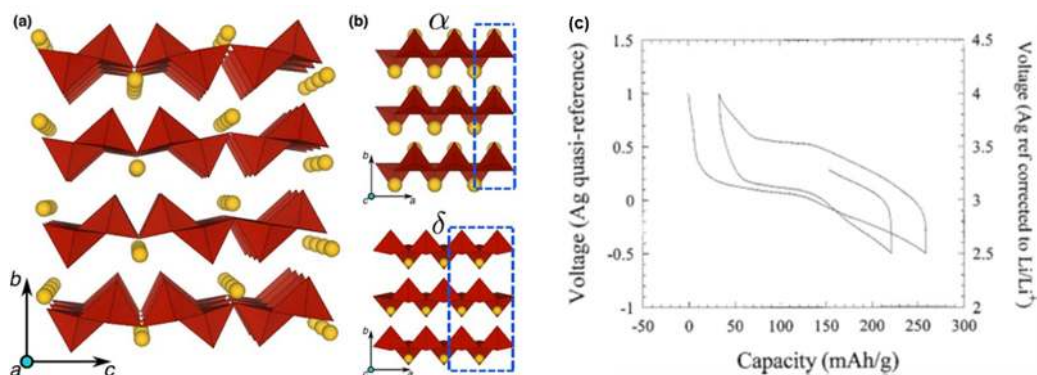 (a)
b
a
c
(b)
α
b
c
a
δ
b
c
a
(c)
Voltage (Ag quasi-reference)
1.5
1
0.5
0
-0.5
-1
4.5
4
3.5
3
2.5
2
Voltage (Ag ref corrected to Li/Li⁺)
-50 0 50 100 150 200 250 300
Capacity (mAh/g)